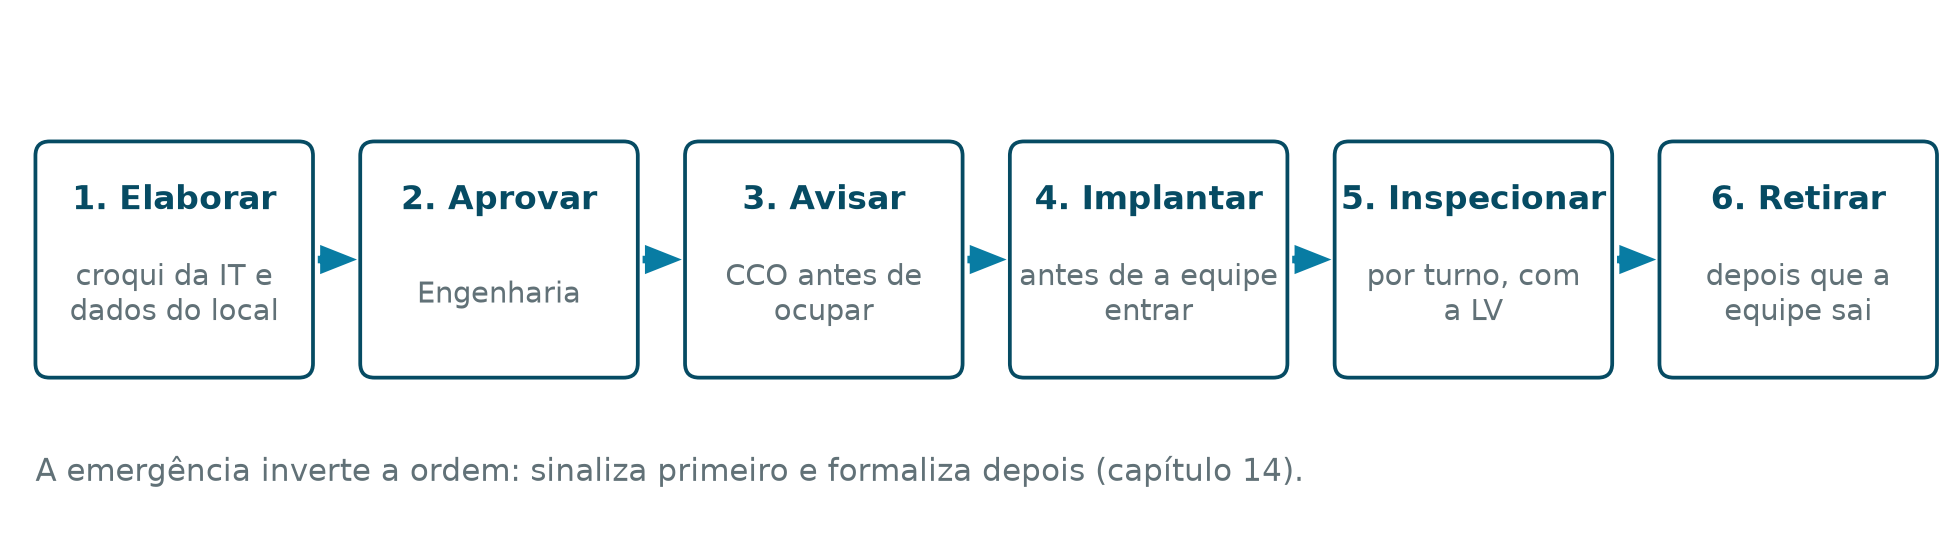 1. Elaborar
croqui da IT e
dados do local
2. Aprovar
Engenharia
3. Avisar
CCO antes de
ocupar
4. Implantar
antes de a equipe
entrar
5. Inspecionar
por turno, com
a LV
6. Retirar
depois que a
equipe sai
A emergência inverte a ordem: sinaliza primeiro e formaliza depois (capítulo 14).